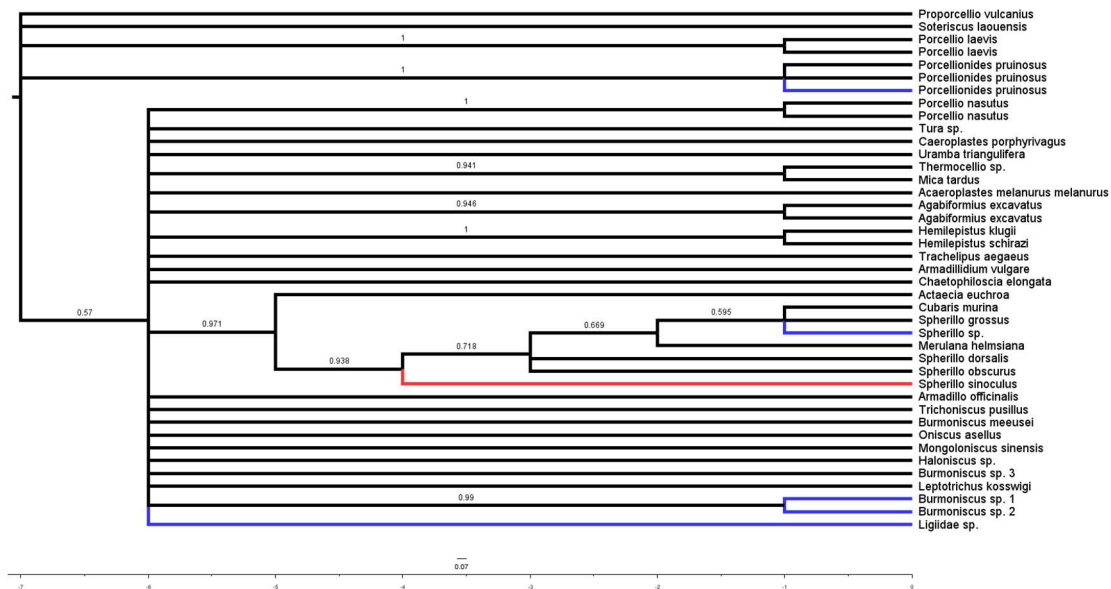 Proporcellio vulcanius
Soteriscus laouensis
1
Porcellio laevis
Porcellio laevis
1
Porcellionides pruinosus
Porcellionides pruinosus
Porcellionides pruinosus
1
Porcellio nasutus
Porcellio nasutus
Tura sp.
Caeroplastes porphyrivagus
Uramba triangulifera
0.941
Thermocellio sp.
Mica tardus
Acaeroplastes melanurus melanurus
0.946
Agabiformius excavatus
Agabiformius excavatus
1
Hemilepistus klugii
Hemilepistus schirazi
Trachelipus aegaeus
Armadillidium vulgare
Chaetophiloscia elongata
0.57
0.971
Actaecia euchroa
0.595
Cubaris murina
Spherillo grossus
0.669
Spherillo sp.
Merulana helmsiana
0.718
Spherillo dorsalis
0.938
Spherillo obscurus
Spherillo sinoculus
Armadillo officinalis
Trichoniscus pusillus
Burmoniscus meeusei
Oniscus asellus
Mongoloniscus sinensis
Haloniscus sp.
Burmoniscus sp. 3
Leptotrichus kosswigi
0.99
Burmoniscus sp. 1
Burmoniscus sp. 2
Ligiidae sp.
0.07
-7 -6 -5 -4 -3 -2 -1 0